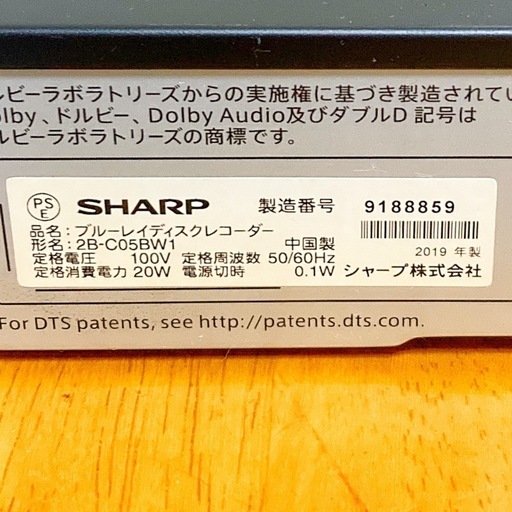 ルビーラボラトリーズからの実施権に基づき製造されてい
olby、ドルビー、Dolby Audio及びダブルD 記号は
ルビーラボラトリーズの商標です。
PS
E
SHARP 製造番号 9188859
品名：ブルーレイディスクレコーダー
形名：2B-C05BW1 中国製 2019 年製
定格電圧 100V 定格周波数 50/60Hz
定格消費電力 20W 電源切時 0.1W シャープ株式会社
For DTS patents, see http://patents.dts.com.